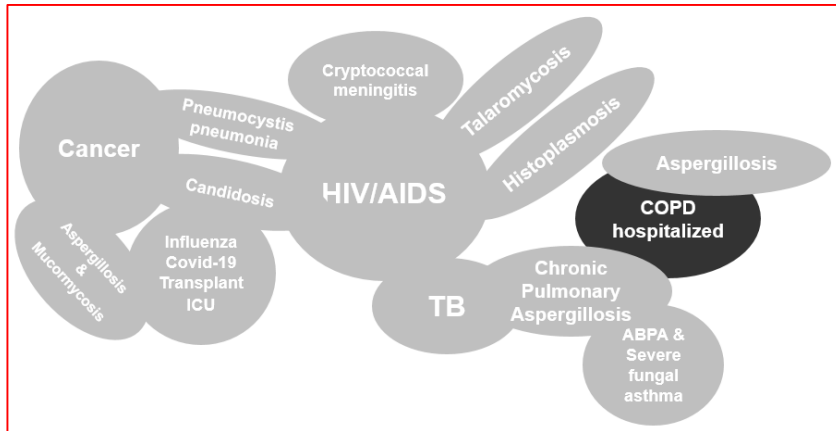 Cryptococcal
meningitis
Talaromycosis
Histoplasmosis
Pneumocystis
pneumonia
Cancer
Candidosis
HIV/AIDS
Aspergillosis
COPD
hospitalized
Aspergillosis
&
Mucormycosis
Influenza
Covid-19
Transplant
ICU
TB
Chronic
Pulmonary
Aspergillosis
ABPA &
Severe
fungal
asthma